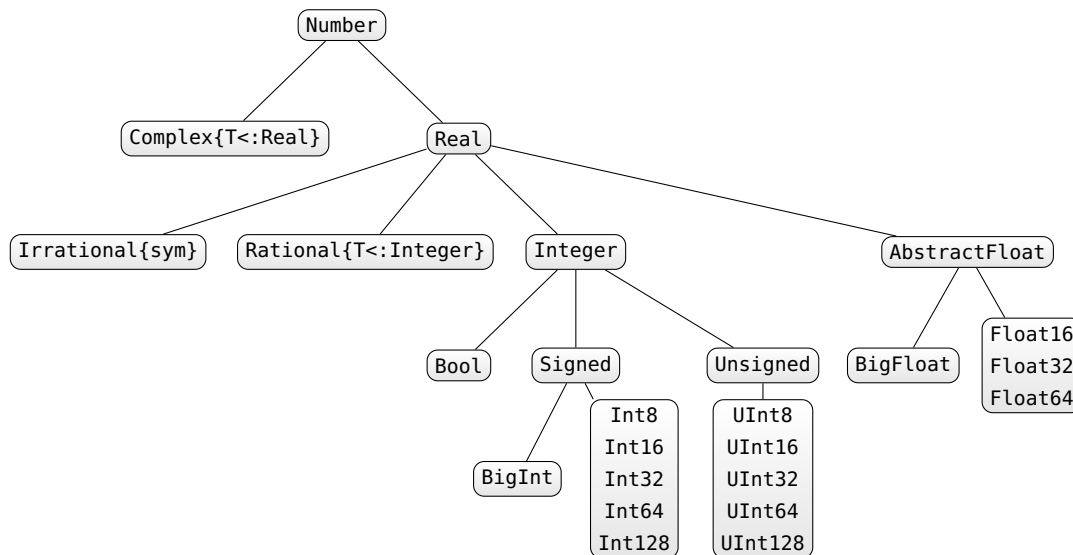 Number
Complex{T<:Real}
Real
Irrational{sym}
Rational{T<:Integer}
Integer
AbstractFloat
Bool
Signed
Unsigned
BigFloat
Float16
Float32
Float64
BigInt
Int8
Int16
Int32
Int64
Int128
UInt8
UInt16
UInt32
UInt64
UInt128